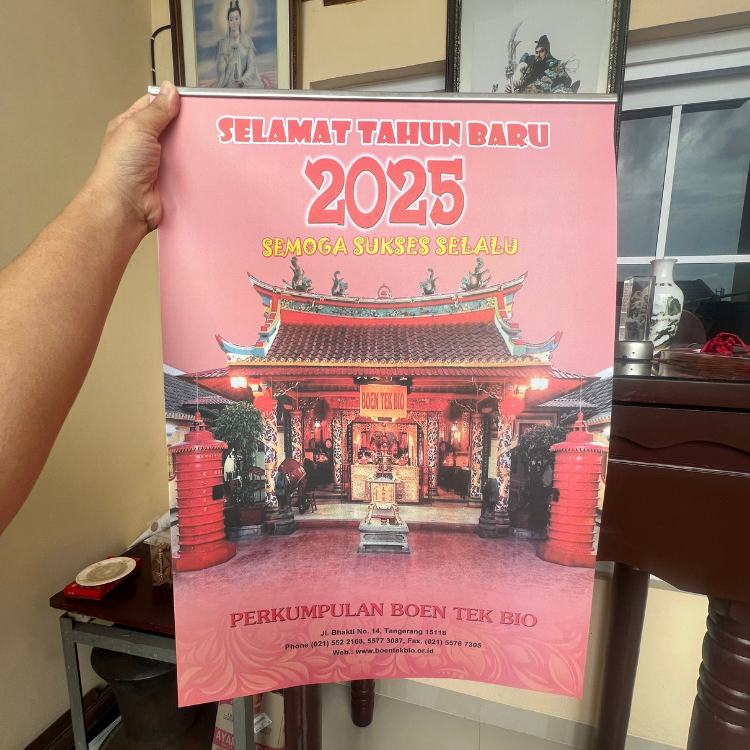 SELAMAT TAHUN BARU
2025
SEMOGA SUKSES SELALU
BOEN TEK BIO
PERKUMPULAN BOEN TEK BIO
Jl. Bhakti No. 14, Tangerang 15118
Phone (021) 552 2168, 5577 3087, Fax. (021) 5576 7305
Web.: www.boentekbio.or.id